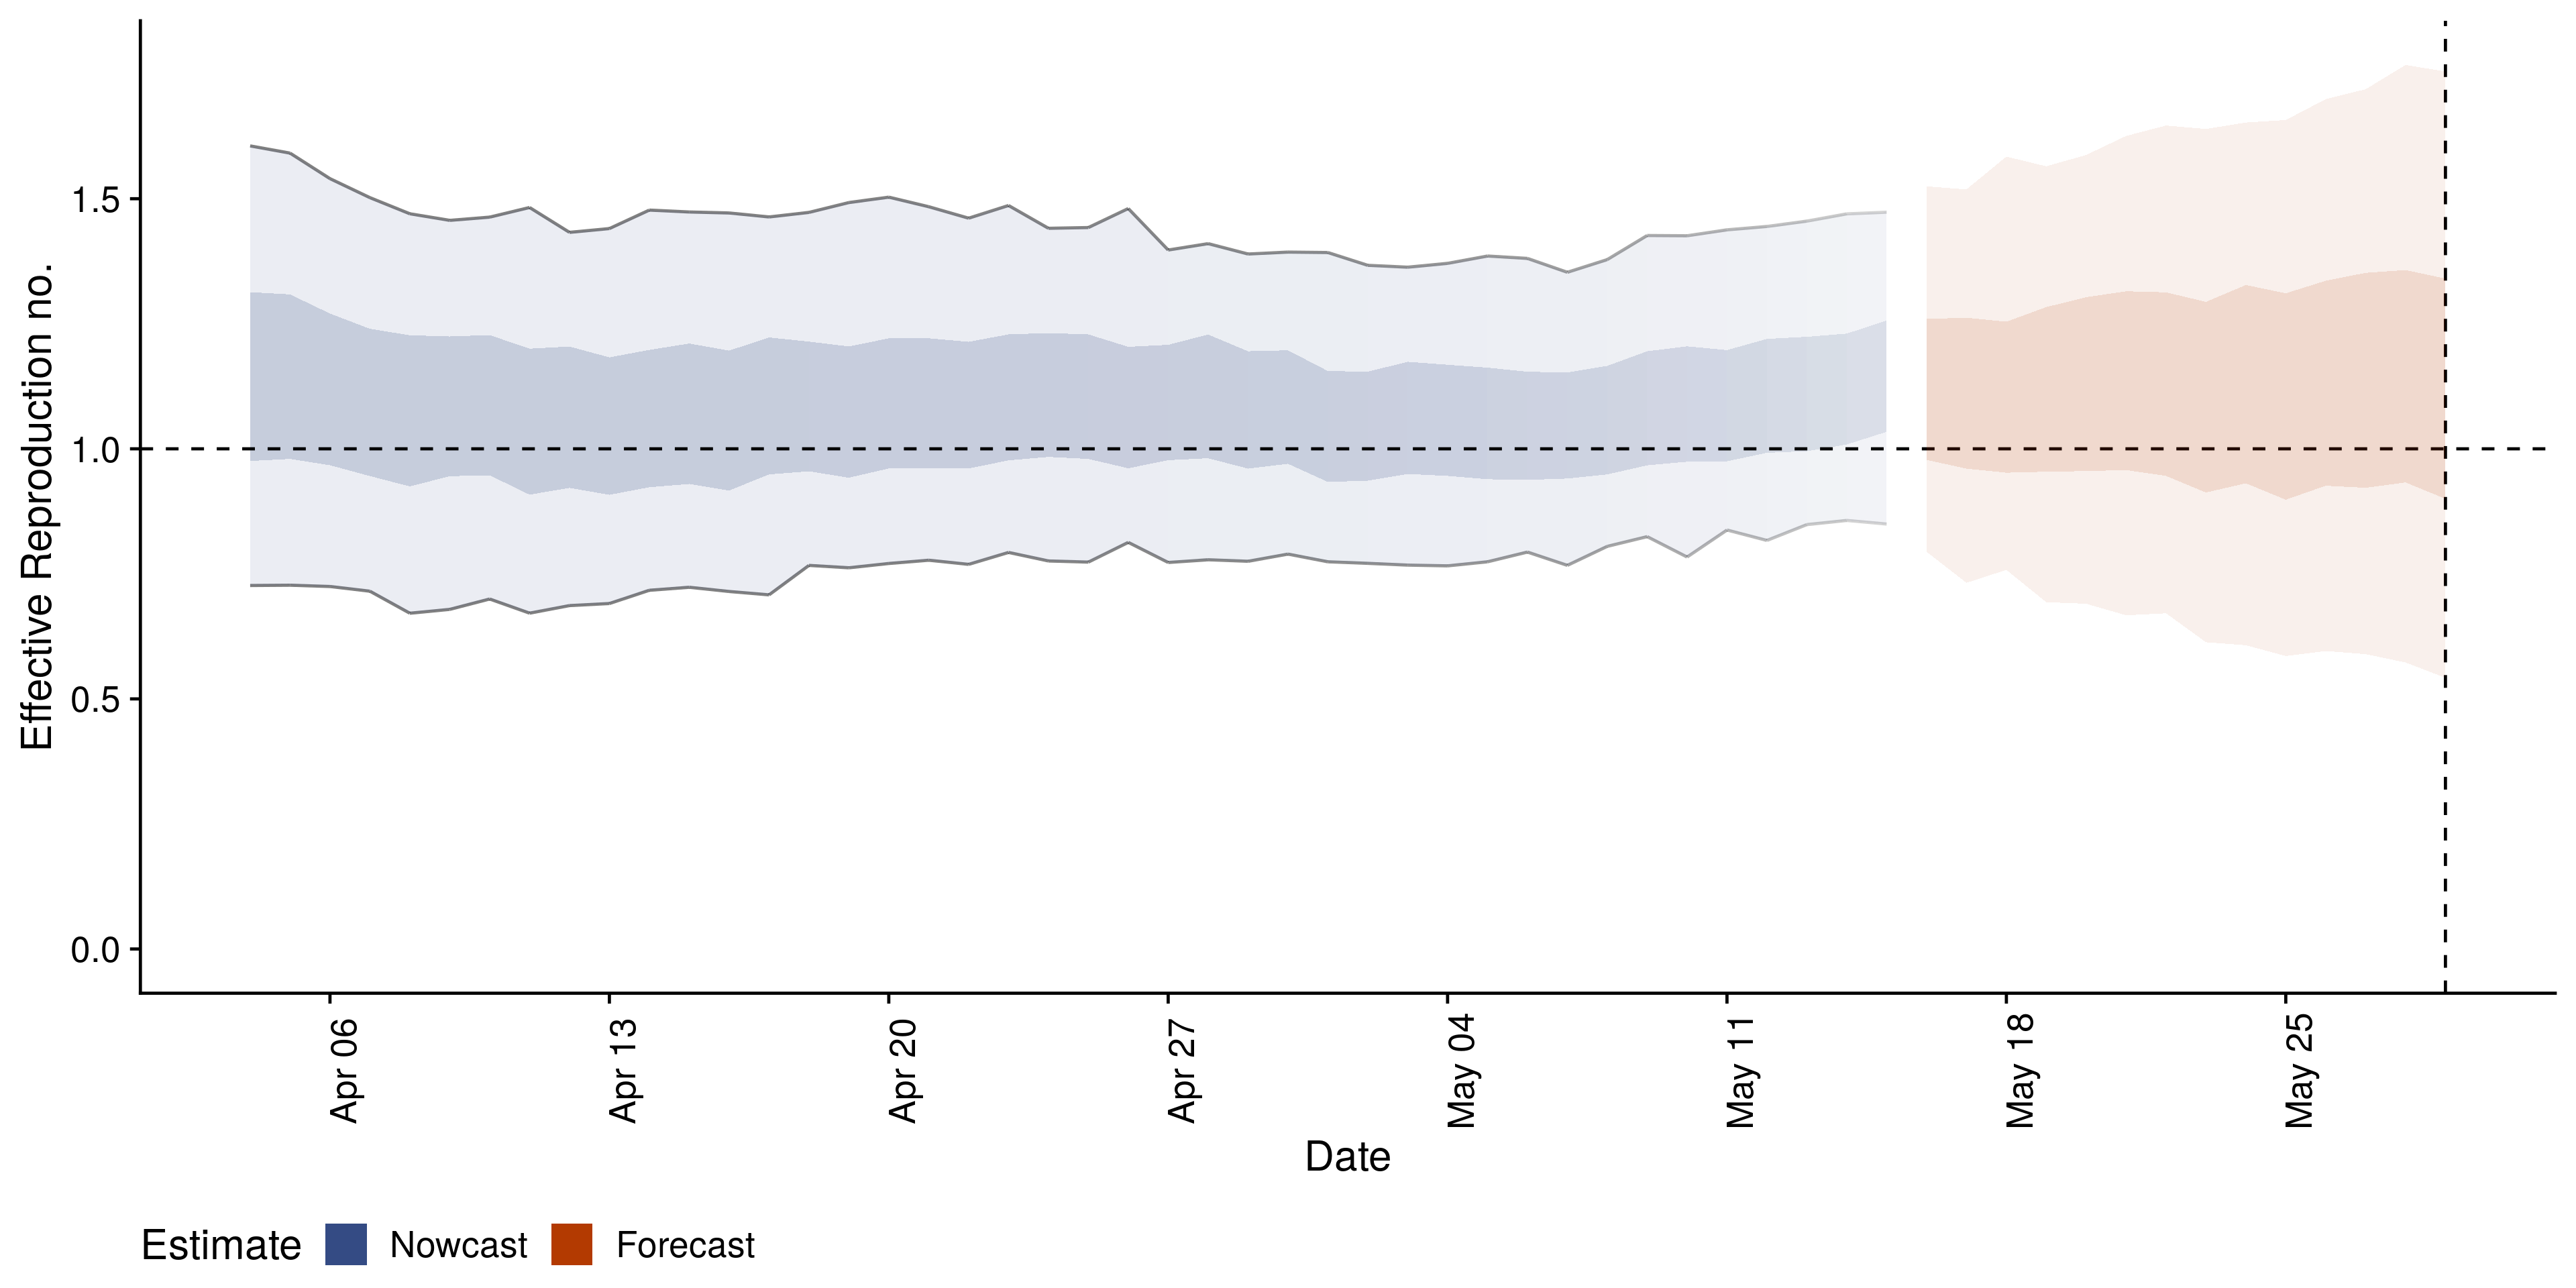 Effective Reproduction no.
1.5
1.0
0.5
0.0
Apr 06
Apr 13
Apr 20
Apr 27
May 04
May 11
May 18
May 25
Date
Estimate Nowcast Forecast